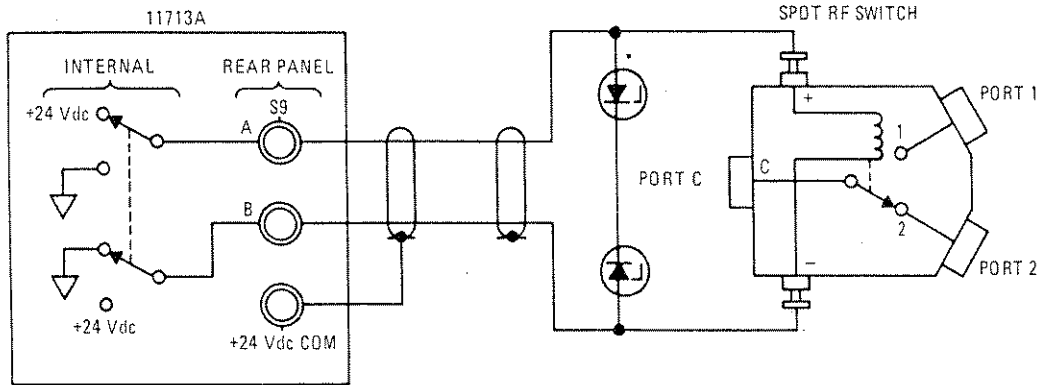 11713A
SPDT RF SWITCH
INTERNAL
REAR PANEL
+24 Vdc
S9
A
B
+24 Vdc
+24 Vdc COM
+
1
PORT 1
PORT C
C
2
−
PORT 2